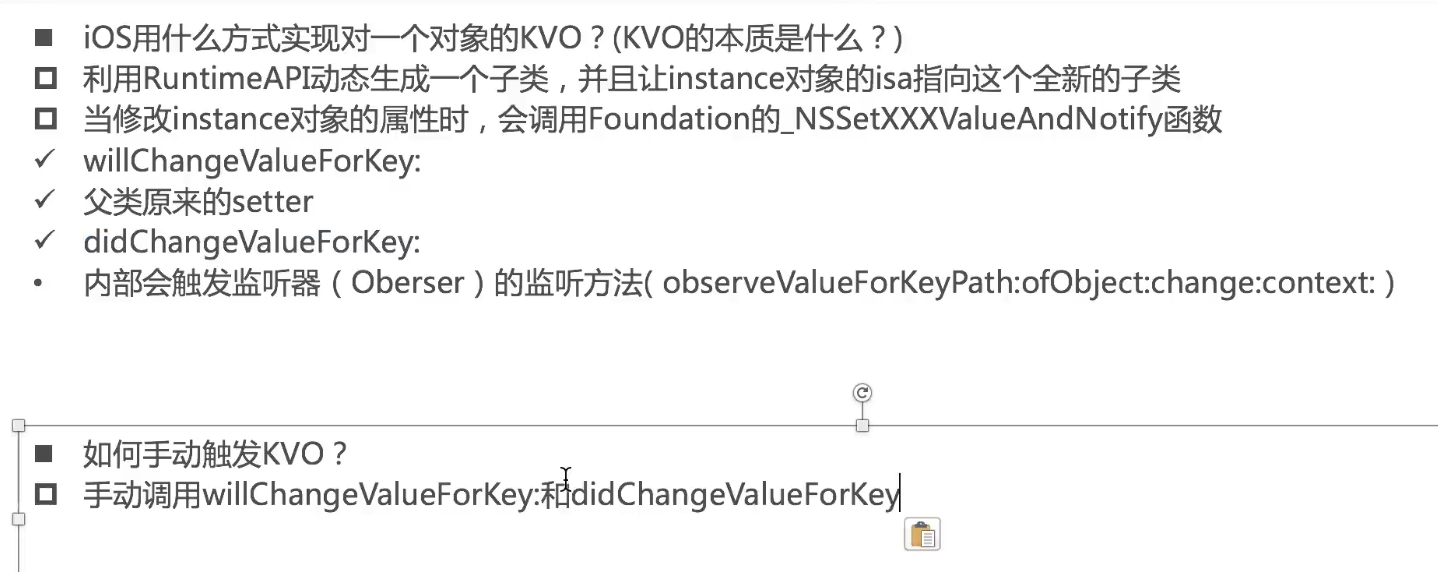 iOS用什么方式实现对一个对象的KVO？(KVO的本质是什么？)
利用RuntimeAPI动态生成一个子类，并且让instance对象的isa指向这个全新的子类
当修改instance对象的属性时，会调用Foundation的_NSSetXXXValueAndNotify函数
willChangeValueForKey:
父类原来的setter
didChangeValueForKey:
内部会触发监听器（Oberser）的监听方法( observeValueForKeyPath:ofObject:change:context: )
如何手动触发KVO？
手动调用willChangeValueForKey:和didChangeValueForKey